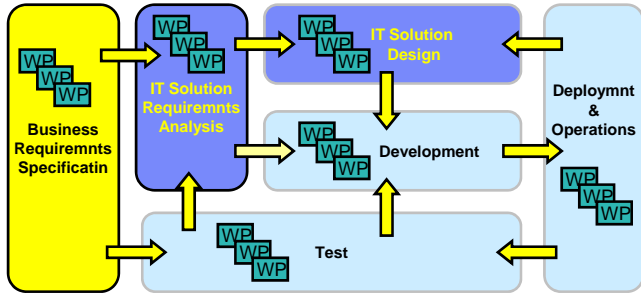 WP
WP
WP
Business
Requiremnts
Specificatin
WP
WP
WP
IT Solution
Requiremnts
Analysis
WP
WP
WP
IT Solution
Design
WP
WP
WP
Development
WP
WP
WP
Test
Deploymnt
&
Operations
WP
WP
WP